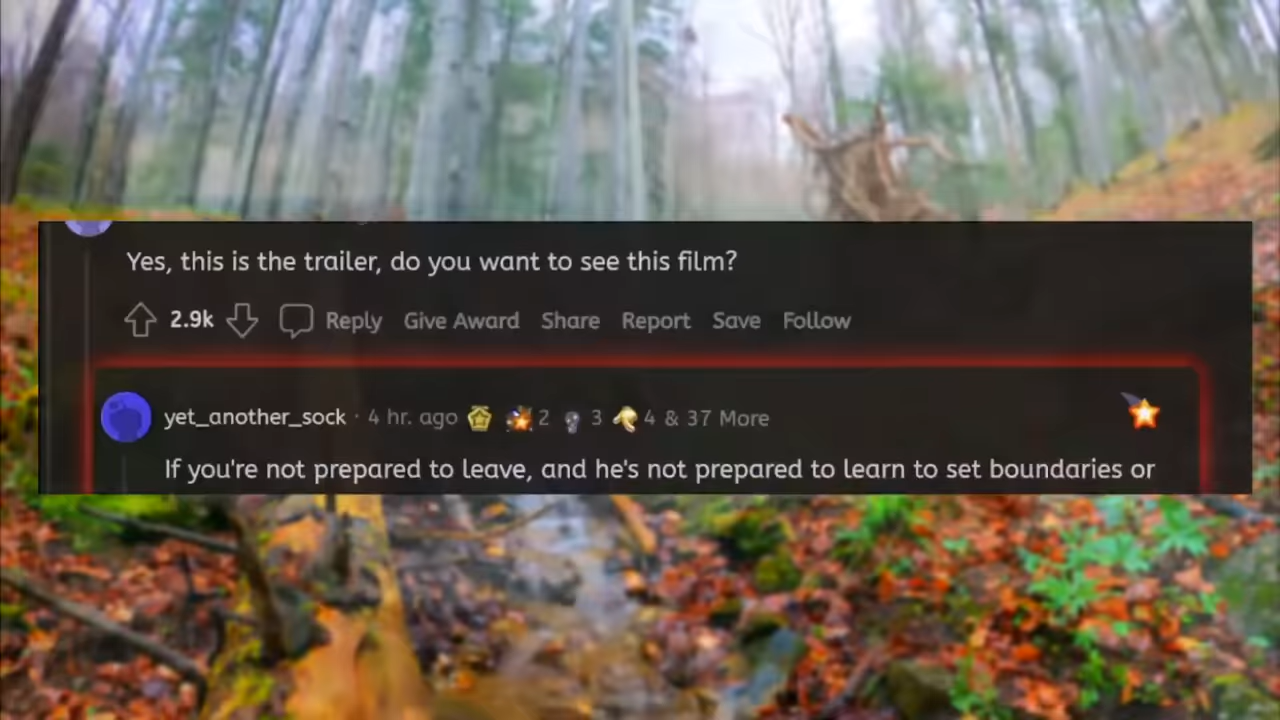 Yes, this is the trailer, do you want to see this film?
2.9k Reply Give Award Share Report Save Follow
yet_another_sock · 4 hr. ago 2 3 4 & 37 More
If you're not prepared to leave, and he's not prepared to learn to set boundaries or